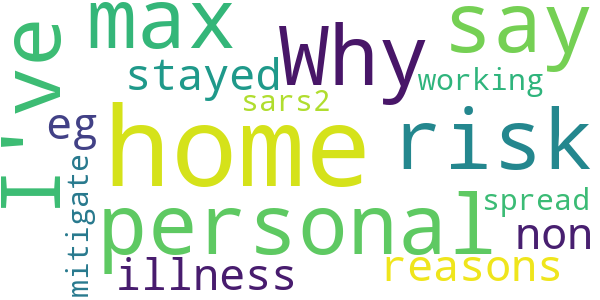 I've
max
Why
say
stayed
working
sars2
eg
home
risk
mitigate
personal
spread
non
illness
reasons